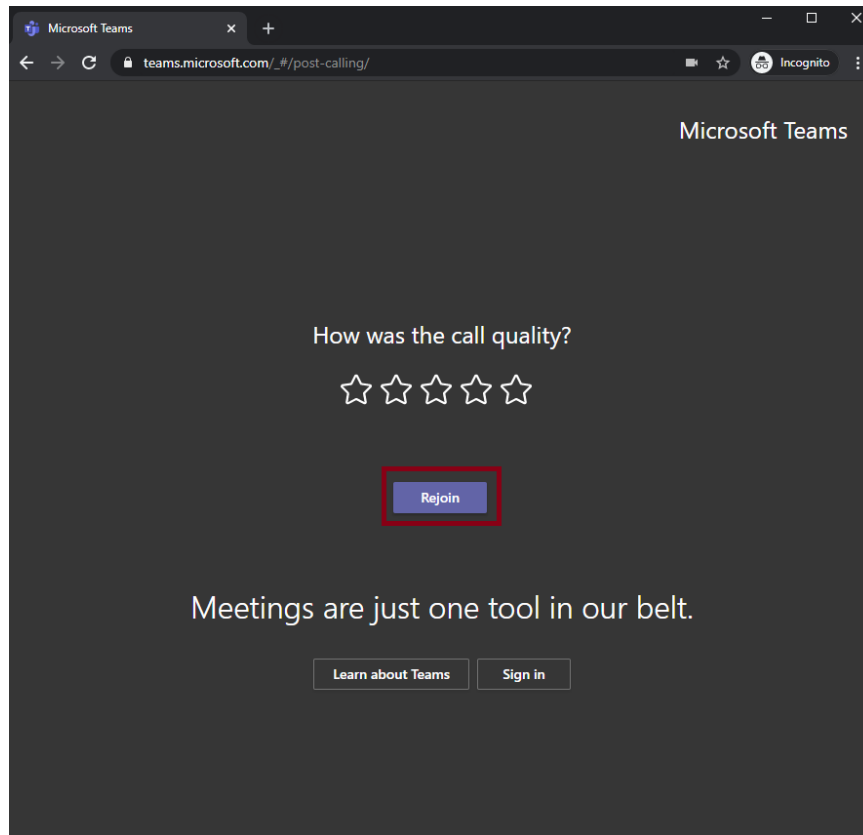 Microsoft Teams
teams.microsoft.com/_#/post-calling/
Incognito
Microsoft Teams
How was the call quality?
Rejoin
Meetings are just one tool in our belt.
Learn about Teams
Sign in